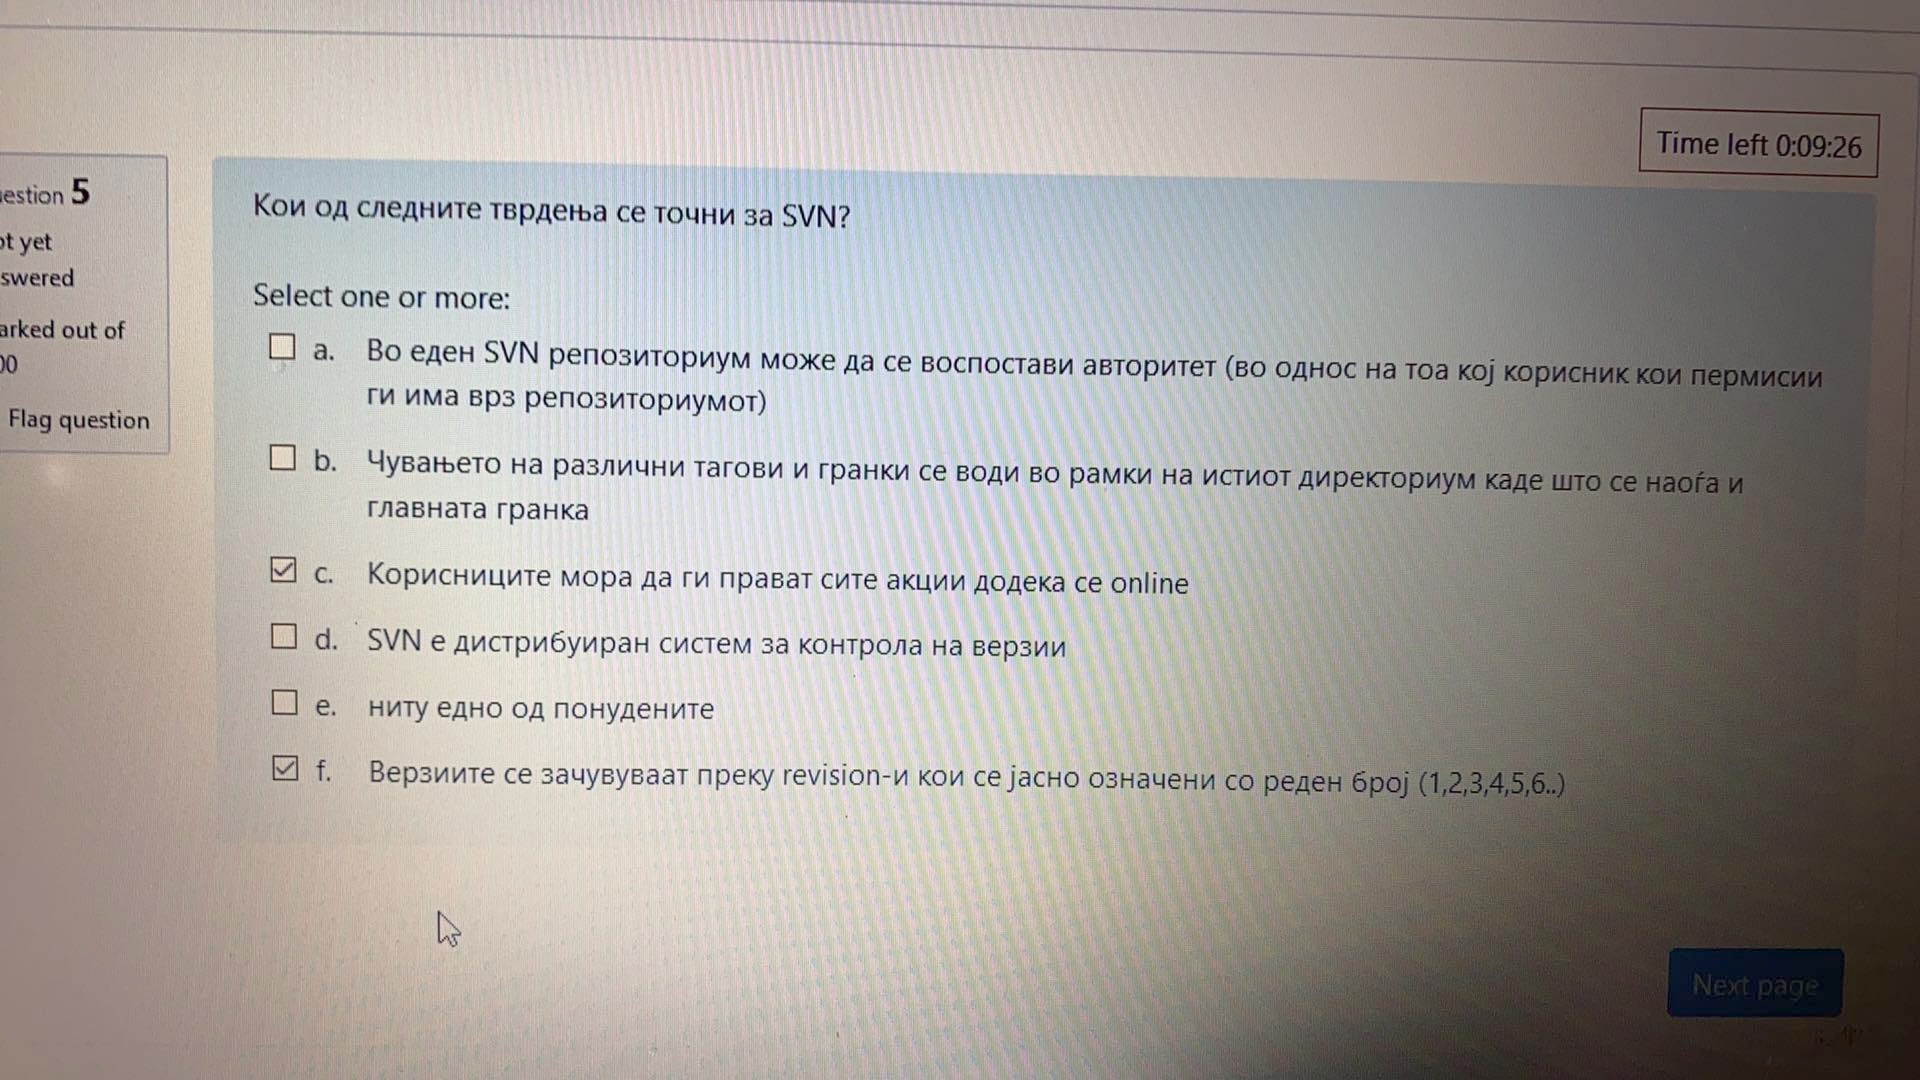 Time left 0:09:26
estion 5
ot yet
swered
arked out of
00
Flag question
Кои од следните тврдења се точни за SVN?
Select one or more:
a. Во еден SVN репозиториум може да се воспостави авторитет (во однос на тоа кој корисник кои пермисии
ги има врз репозиториумот)
b. Чувањето на различни тагови и гранки се води во рамки на истиот директориум каде што се наоѓа и
главната гранка
c. Корисниците мора да ги прават сите акции додека се online
d. SVN е дистрибуиран систем за контрола на верзии
e. ниту едно од понудените
f. Верзиите се зачувуваат преку revision-и кои се јасно означени со реден број (1,2,3,4,5,6..)
Next page